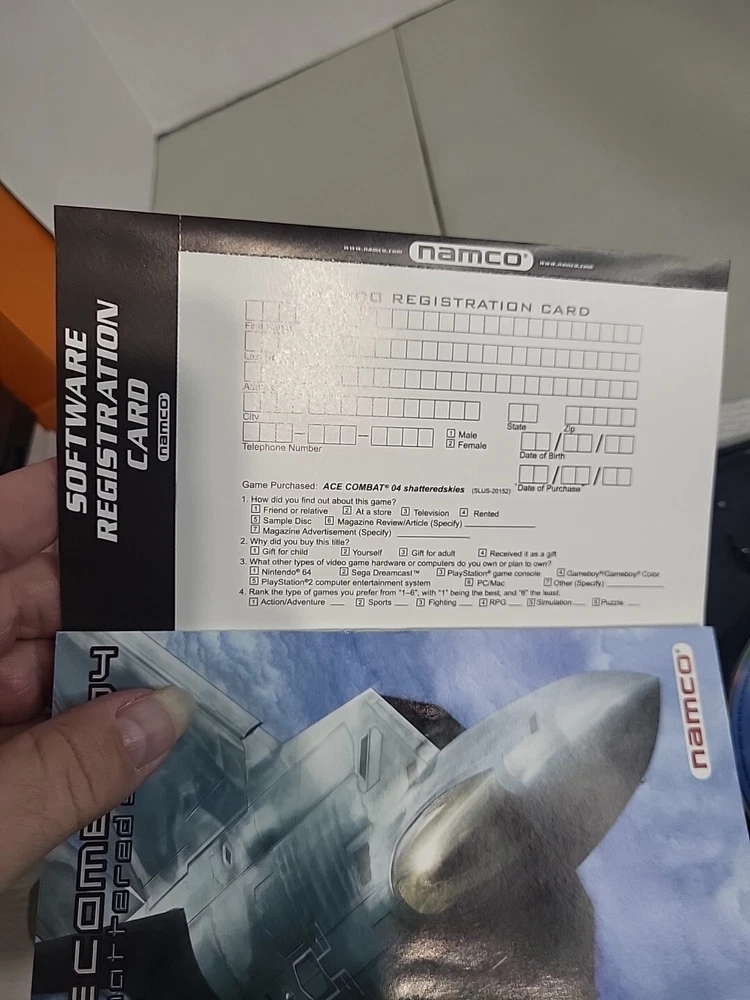 SOFTWARE
REGISTRATION
CARD
namco®
www.namco.com namco® www.namco.com
REGISTRATION CARD
City State Zip
1 Male
2 Female
Telephone Number Date of Birth
Game Purchased: ACE COMBAT® 04 shatteredskies (SLUS-20152) Date of Purchase
1. How did you find out about this game?
1 Friend or relative 2 At a store 3 Television 4 Rented
5 Sample Disc 6 Magazine Review/Article (Specify)
7 Magazine Advertisement (Specify)
2. Why did you buy this title?
1 Gift for child 2 Yourself 3 Gift for adult 4 Received it as a gift
3. What other types of video game hardware or computers do you own or plan to own?
1 Nintendo® 64 2 Sega Dreamcast™ 3 PlayStation® game console 4 Gameboy®/Gameboy® Color
5 PlayStation®2 computer entertainment system 6 PC/Mac 7 Other (Specify)
4. Rank the type of games you prefer from "1–6", with "1" being the best, and "6" the least.
1 Action/Adventure 2 Sports 3 Fighting 4 RPG 5 Simulation 6 Puzzle
namco®
04